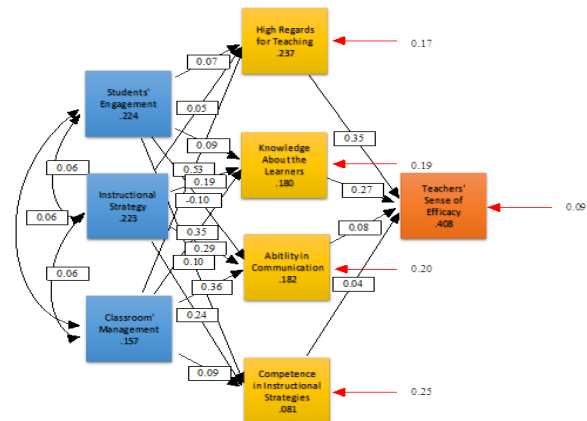 High Regards
for Teaching
.237
0.17
0.07
Students'
Engagement
.224
0.05
0.35
0.09
Knowledge
About the
Learners
.180
0.19
0.53
0.06
0.19
0.27
Teachers'
Sense of
Efficacy
.408
0.09
Instructional
Strategy
.223
-0.10
0.06
0.35
0.08
0.29
Abitility in
Communication
.182
0.20
0.06
0.10
0.36
0.04
Classroom'
Management
.157
0.24
0.09
Competence
in Instructional
Strategies
.081
0.25